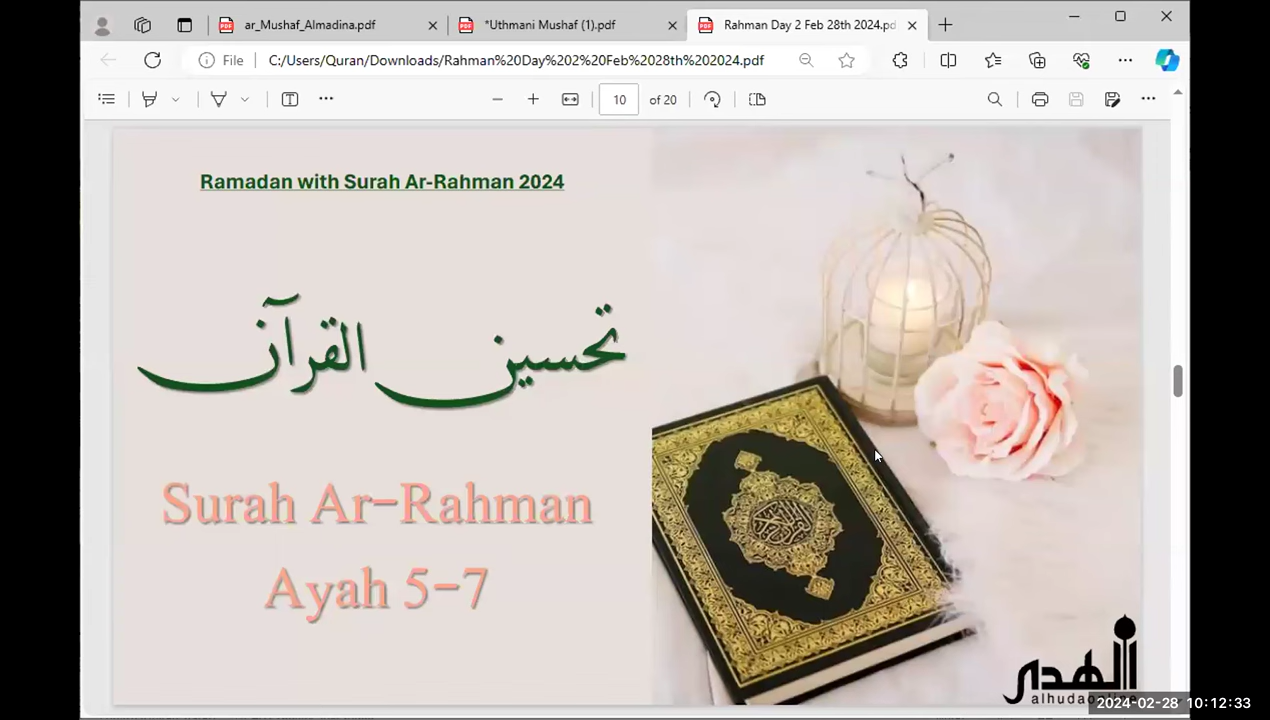 ar_Mushaf_Almadina.pdf
*Uthmani Mushaf (1).pdf
Rahman Day 2 Feb 28th 2024.pd
File
C:/Users/Quran/Downloads/Rahman%20Day%202%20Feb%2028th%202024.pdf
10 of 20
Ramadan with Surah Ar-Rahman 2024
تحسين القرآن
Surah Ar-Rahman
Ayah 5-7
الهدى
alhudaonline
2024-02-28 10:12:33